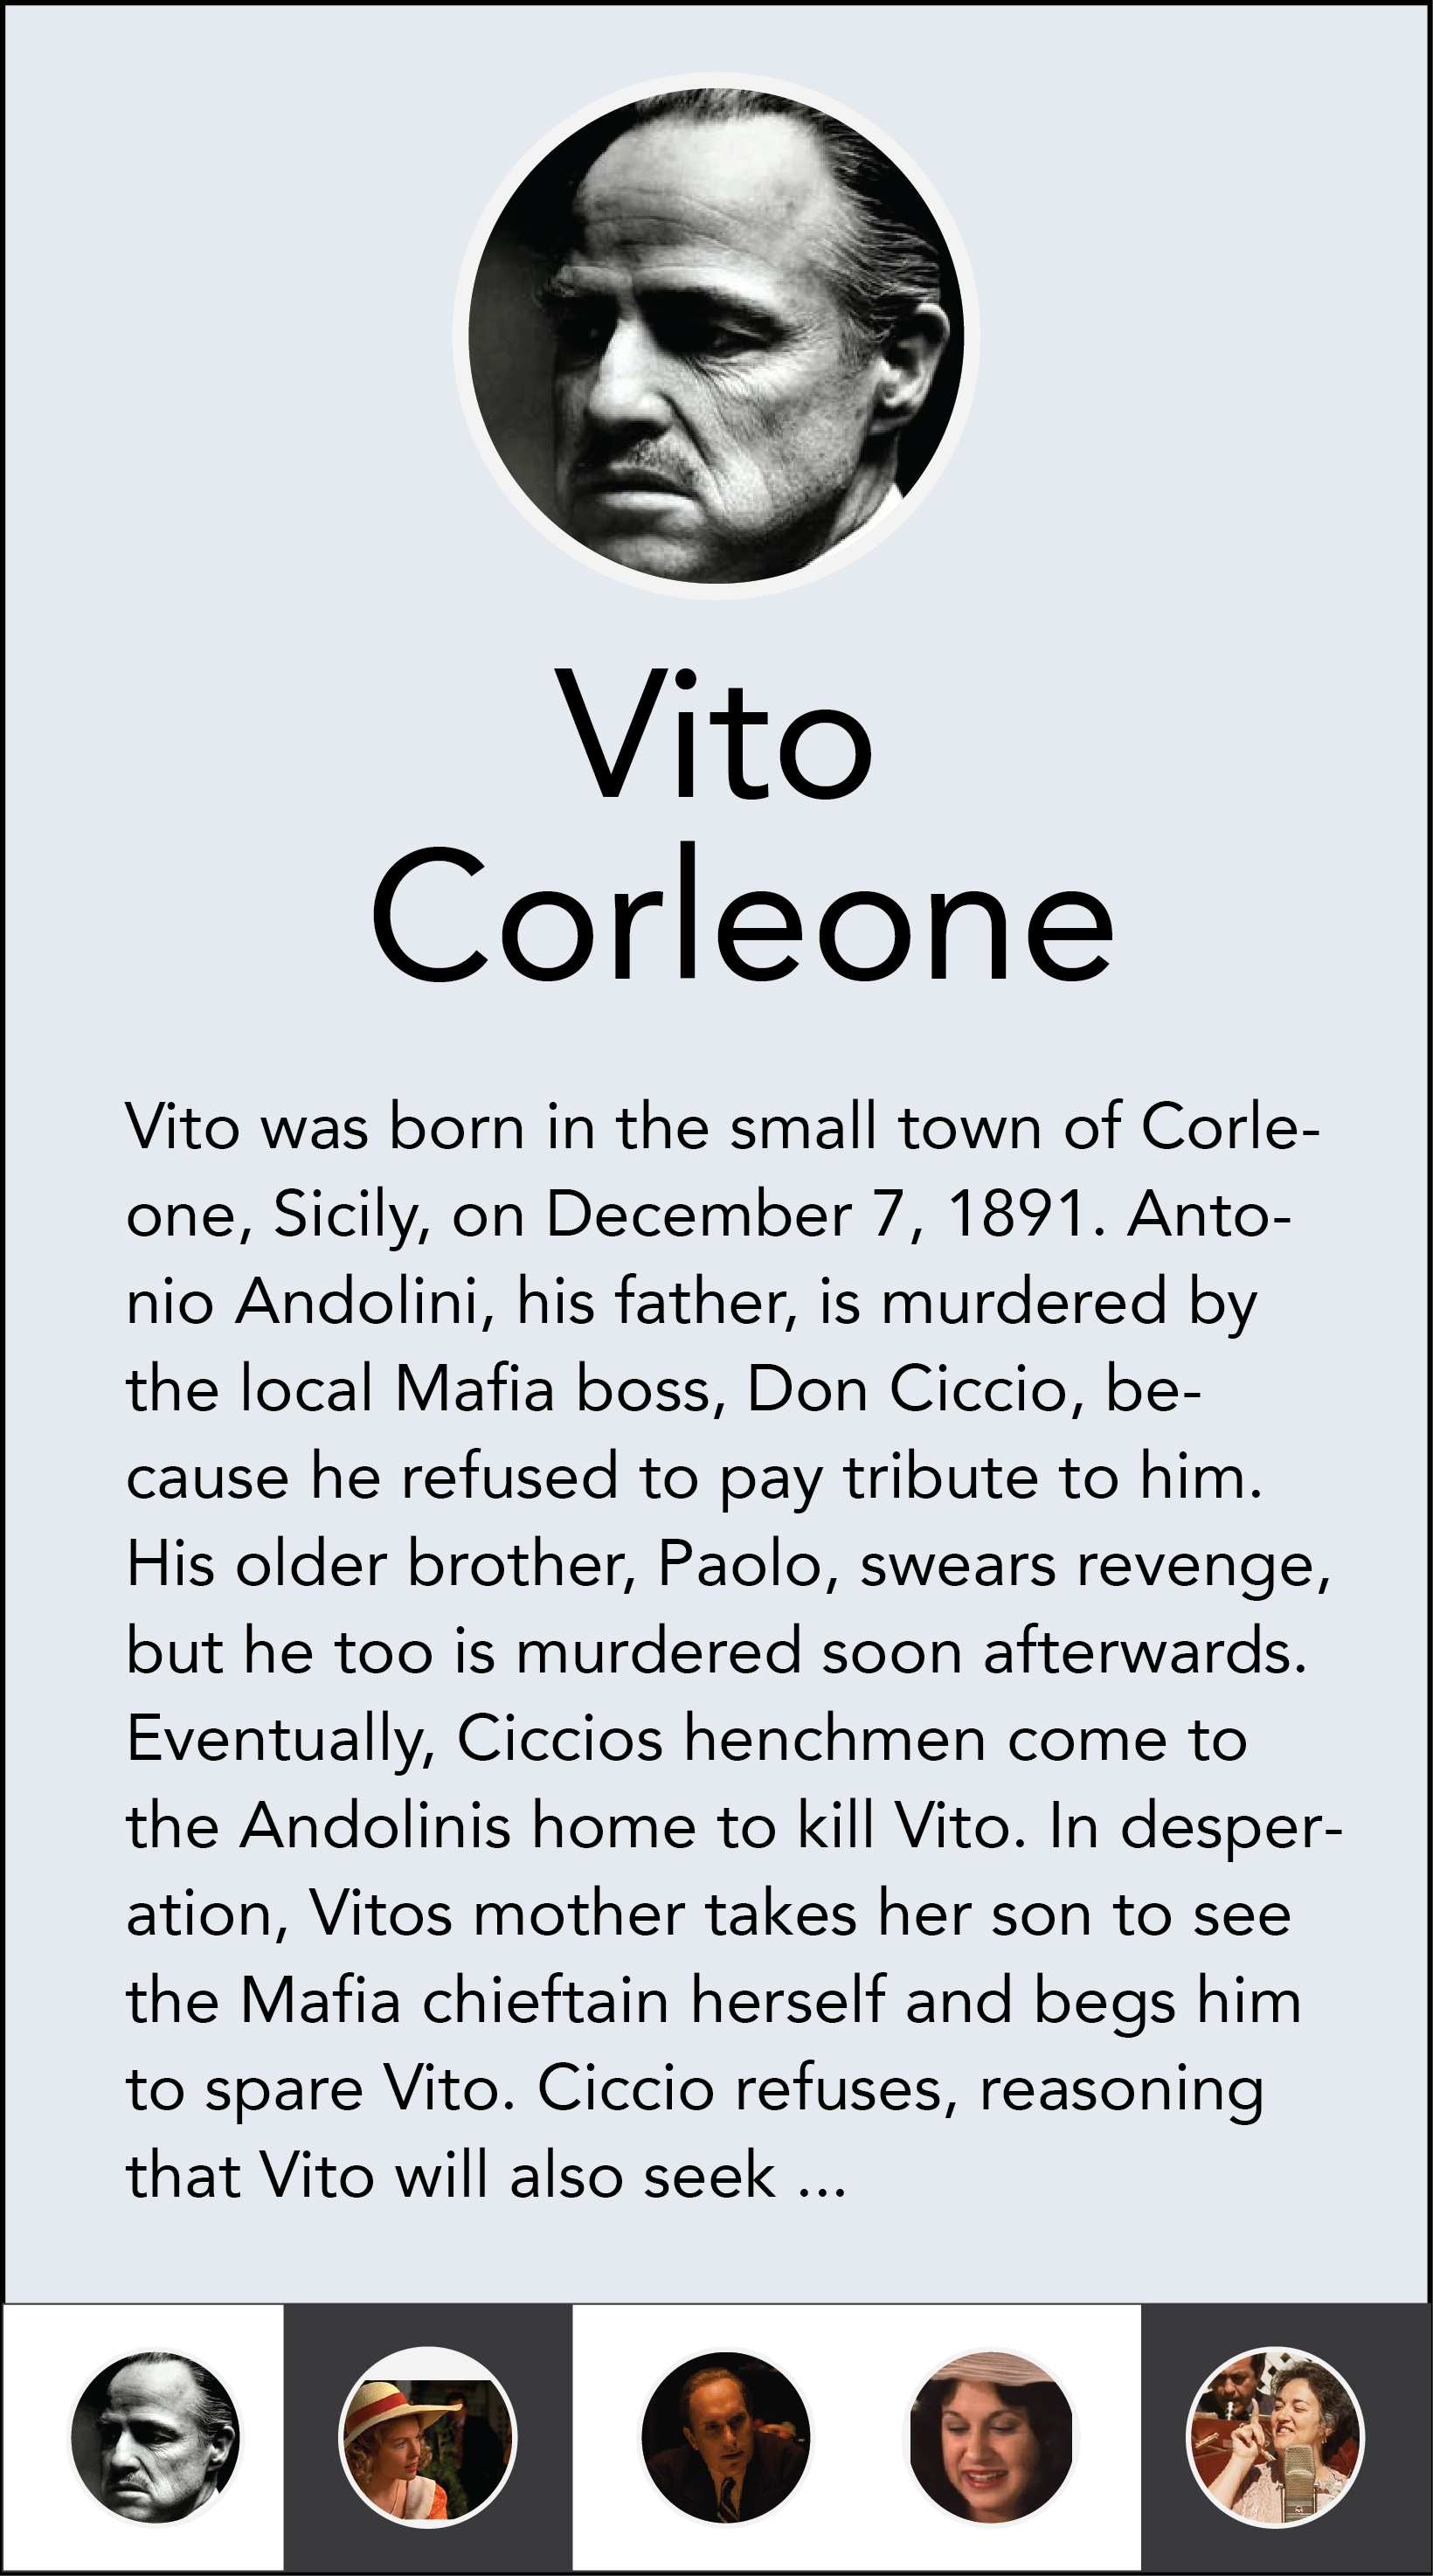 Vito
Corleone
Vito was born in the small town of Corle-
one, Sicily, on December 7, 1891. Anto-
nio Andolini, his father, is murdered by
the local Mafia boss, Don Ciccio, be-
cause he refused to pay tribute to him.
His older brother, Paolo, swears revenge,
but he too is murdered soon afterwards.
Eventually, Ciccios henchmen come to
the Andolinis home to kill Vito. In desper-
ation, Vitos mother takes her son to see
the Mafia chieftain herself and begs him
to spare Vito. Ciccio refuses, reasoning
that Vito will also seek ...